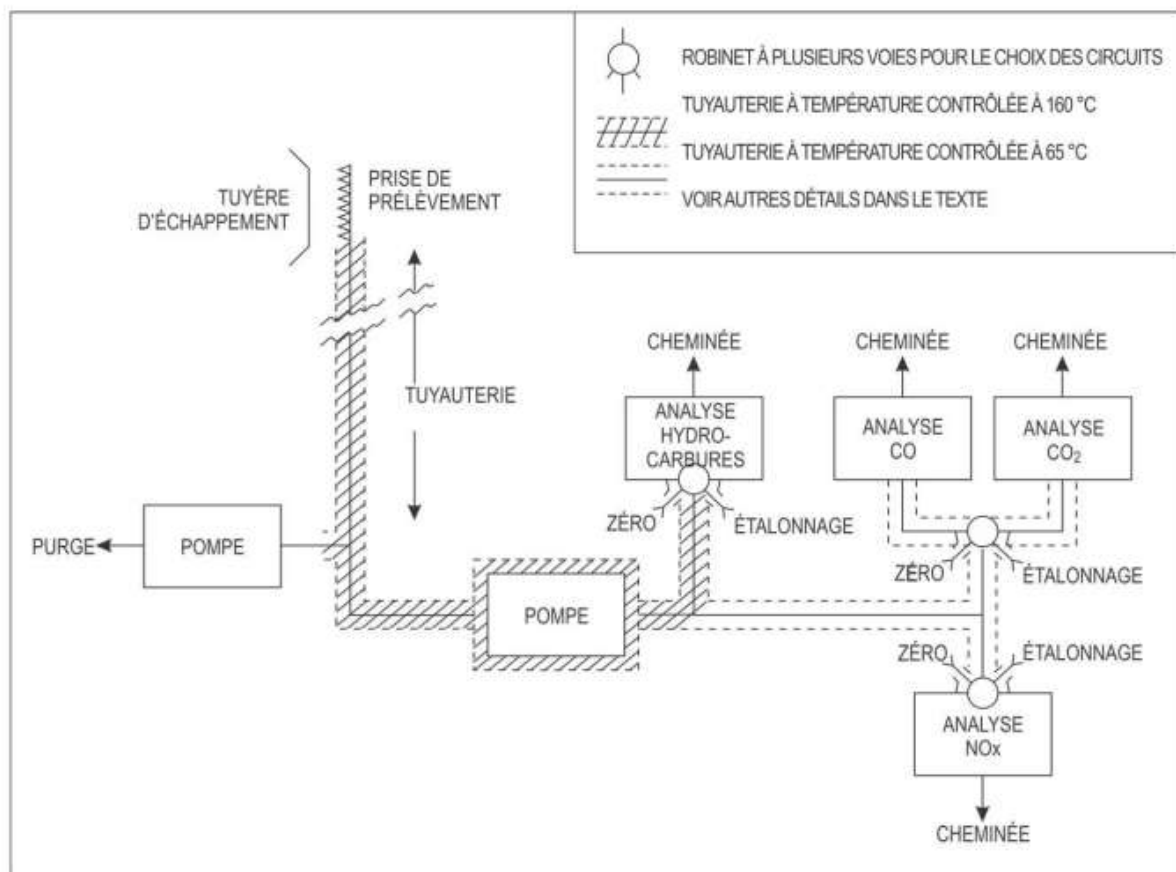 ROBINET À PLUSIEURS VOIES POUR LE CHOIX DES CIRCUITS
TUYAUTERIE À TEMPÉRATURE CONTRÔLÉE À 160 °C
TUYAUTERIE À TEMPÉRATURE CONTRÔLÉE À 65 °C
VOIR AUTRES DÉTAILS DANS LE TEXTE
TUYÈRE
D'ÉCHAPPEMENT
PRISE DE
PRÉLÈVEMENT
TUYAUTERIE
CHEMINÉE
CHEMINÉE
CHEMINÉE
ANALYSE
HYDRO-
CARBURES
ANALYSE
CO
ANALYSE
CO₂
ZÉRO
ÉTALONNAGE
PURGE
POMPE
ZÉRO
ÉTALONNAGE
POMPE
ZÉRO
ÉTALONNAGE
ANALYSE
NOx
CHEMINÉE